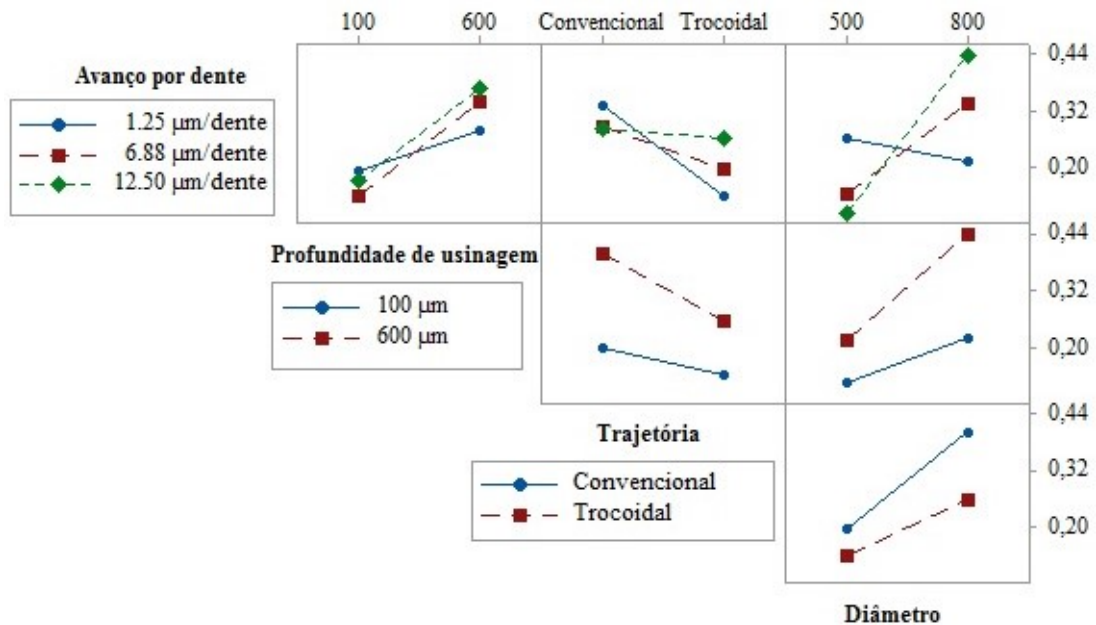 100 600 Convencional Trocoidal 500 800
Avanço por dente
1.25 µm/dente
6.88 µm/dente
12.50 µm/dente
0,44
0,32
0,20
Profundidade de usinagem
100 µm
600 µm
0,44
0,32
0,20
Trajetória
Convencional
Trocoidal
0,44
0,32
0,20
Diâmetro